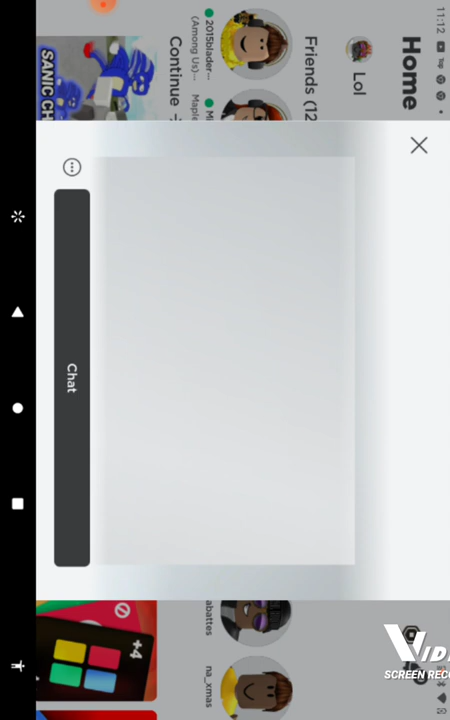 11:12
Home
Lol
Friends (12
2015blader...
(Among Us)...
Maple
Continue
SANIC CH
Chat
abattes
na_xmas
+4
SCREEN RECO